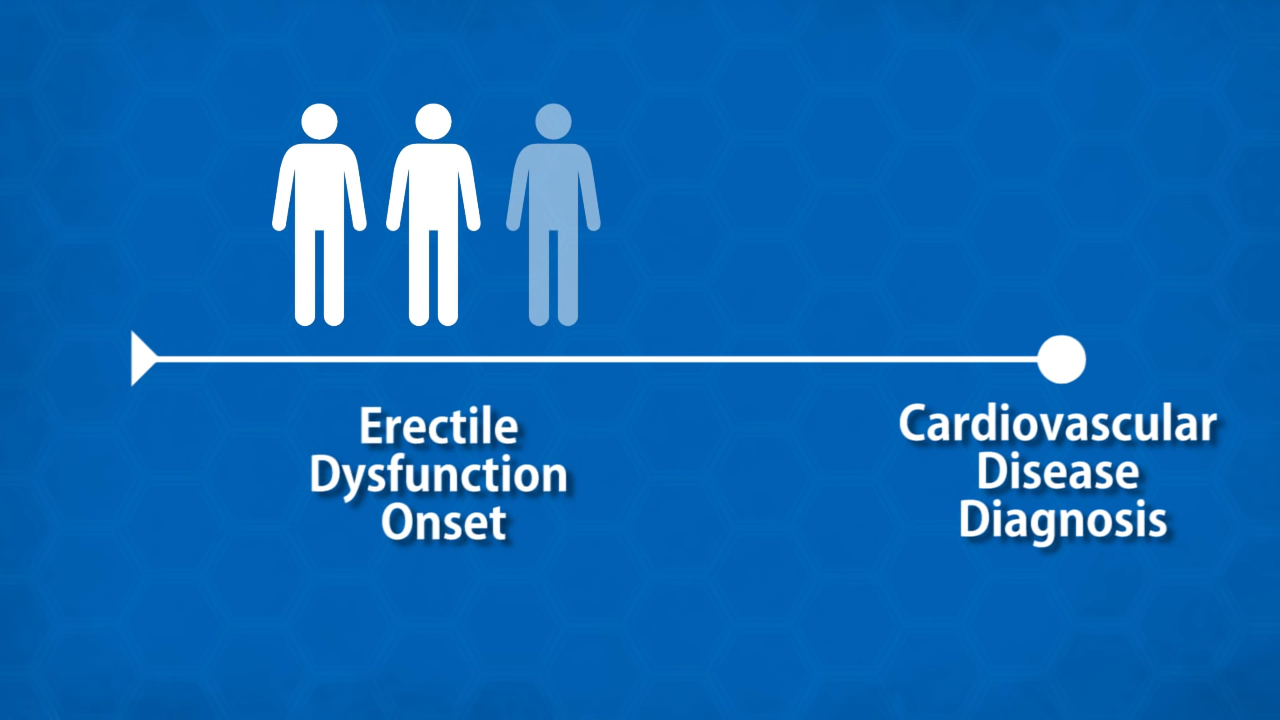 Erectile
Dysfunction
Onset
Cardiovascular
Disease
Diagnosis